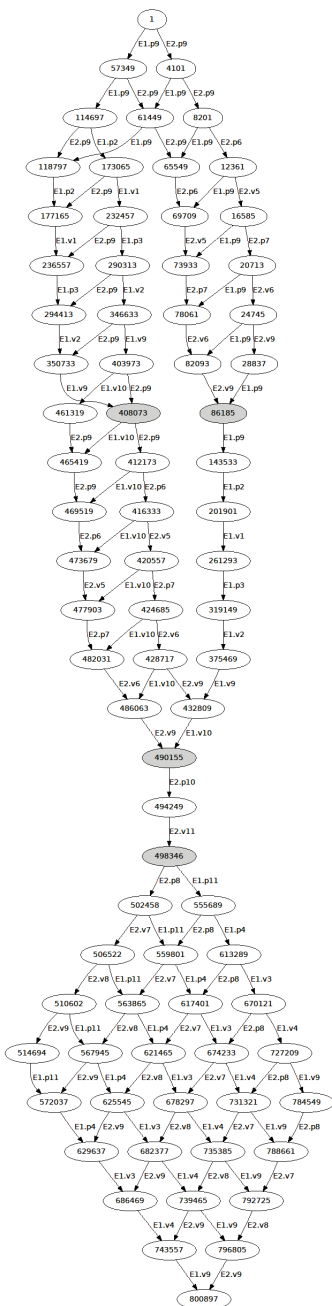 1
E1.p9 E2.p9
57349 4101
E1.p9 E2.p9 E1.p9 E2.p9
114697 61449 8201
E2.p9 E1.p2 E1.p9 E2.p9 E1.p9 E2.p6
118797 173065 65549 12361
E1.p2 E2.p9 E1.v1 E2.p6 E1.p9 E2.v5
177165 232457 69709 16585
E1.v1 E2.p9 E1.p3 E2.v5 E1.p9 E2.p7
236557 290313 73933 20713
E1.p3 E2.p9 E1.v2 E2.p7 E1.p9 E2.v6
294413 346633 78061 24745
E1.v2 E2.p9 E1.v9 E2.v6 E1.p9 E2.v9
350733 403973 82093 28837
E1.v9 E1.v10 E2.p9 E2.v9 E1.p9
461319 408073 86185
E2.p9 E1.v10 E2.p9 E1.p9
465419 412173 143533
E2.p9 E1.v10 E2.p6 E1.p2
469519 416333 201901
E2.p6 E1.v10 E2.v5 E1.v1
473679 420557 261293
E2.v5 E1.v10 E2.p7 E1.p3
477903 424685 319149
E2.p7 E1.v10 E2.v6 E1.v2
482031 428717 375469
E2.v6 E1.v10 E2.v9 E1.v9
486063 432809
E2.v9 E1.v10
490155
E2.p10
494249
E2.v11
498346
E2.p8 E1.p11
502458 555689
E2.v7 E1.p11 E2.p8 E1.p4
506522 559801 613289
E2.v8 E1.p11 E2.v7 E1.p4 E2.p8 E1.v3
510602 563865 617401 670121
E2.v9 E1.p11 E2.v8 E1.p4 E2.v7 E1.v3 E2.p8 E1.v4
514694 567945 621465 674233 727209
E1.p11 E2.v9 E1.p4 E2.v8 E1.v3 E2.v7 E1.v4 E2.p8 E1.v9
572037 625545 678297 731321 784549
E1.p4 E2.v9 E1.v3 E2.v8 E1.v4 E2.v7 E1.v9 E2.p8
629637 682377 735385 788661
E1.v3 E2.v9 E1.v4 E2.v8 E1.v9 E2.v7
686469 739465 792725
E1.v4 E2.v9 E1.v9 E2.v8
743557 796805
E1.v9 E2.v9
800897